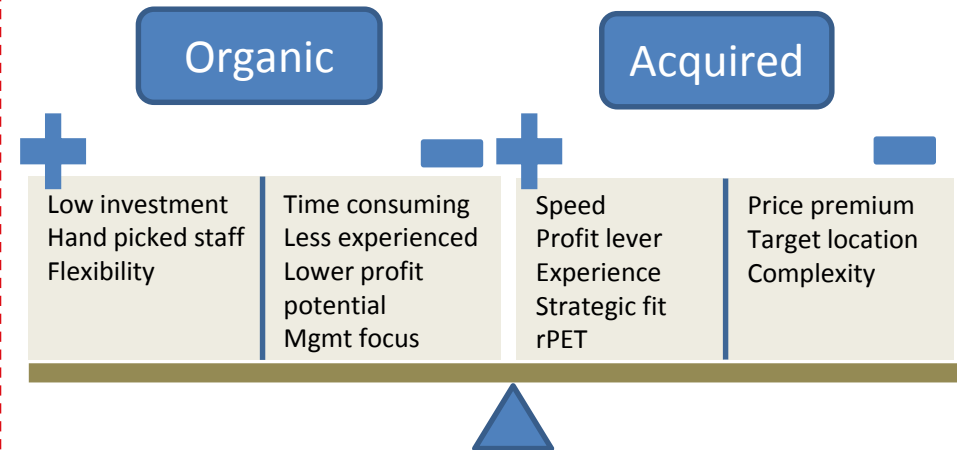 Organic
Acquired
Low investment
Hand picked staff
Flexibility
Time consuming
Less experienced
Lower profit
potential
Mgmt focus
Speed
Profit lever
Experience
Strategic fit
rPET
Price premium
Target location
Complexity